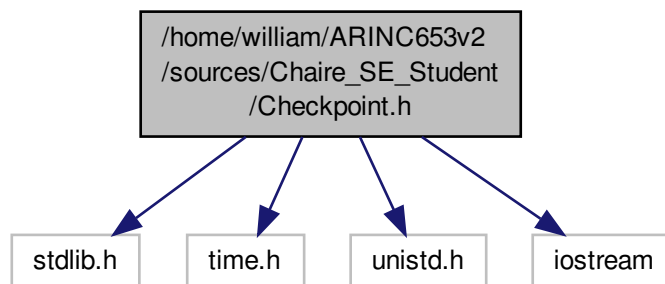 /home/william/ARINC653v2
/sources/Chaire_SE_Student
/Checkpoint.h
stdlib.h
time.h
unistd.h
iostream